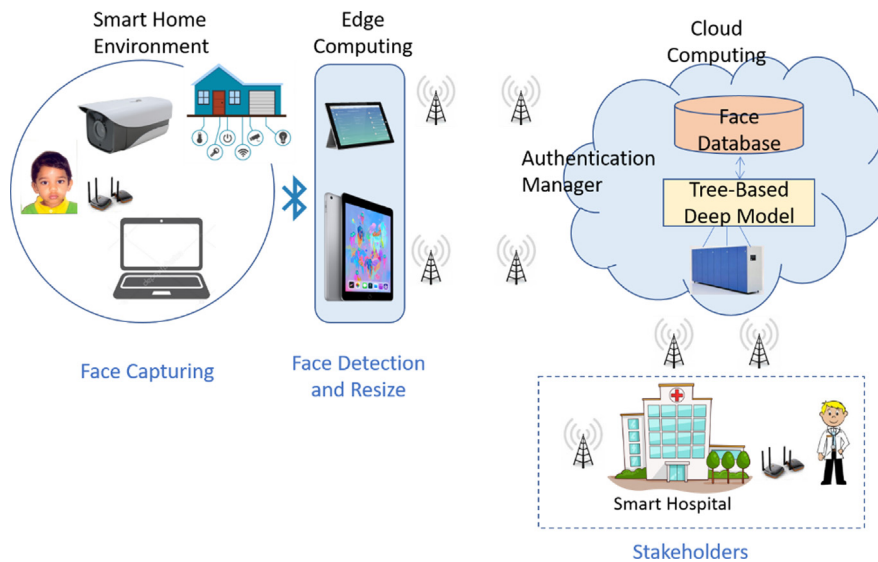 Smart Home
Environment
Edge
Computing
Cloud
Computing
Face
Database
Authentication
Manager
Tree-Based
Deep Model
Face Capturing
Face Detection
and Resize
Smart Hospital
Stakeholders